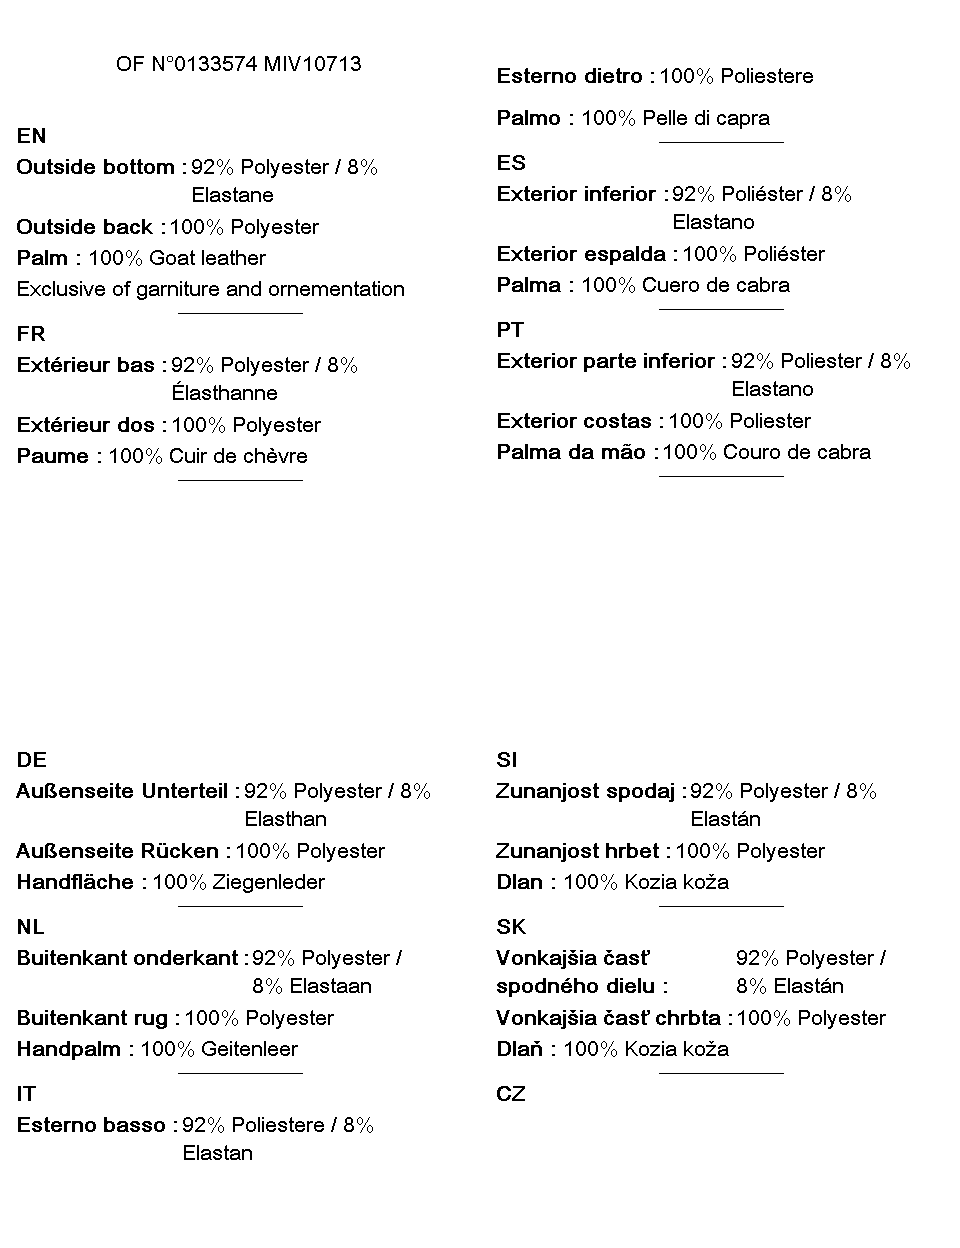 OF N°0133574 MIV10713
EN
Outside bottom : 92% Polyester / 8%
Elastane
Outside back : 100% Polyester
Palm : 100% Goat leather
Exclusive of garniture and ornementation
FR
Extérieur bas : 92% Polyester / 8%
Élasthanne
Extérieur dos : 100% Polyester
Paume : 100% Cuir de chèvre
DE
Außenseite Unterteil : 92% Polyester / 8%
Elasthan
Außenseite Rücken : 100% Polyester
Handfläche : 100% Ziegenleder
NL
Buitenkant onderkant : 92% Polyester /
8% Elastaan
Buitenkant rug : 100% Polyester
Handpalm : 100% Geitenleer
IT
Esterno basso : 92% Poliestere / 8%
Elastan
Esterno dietro : 100% Poliestere
Palmo : 100% Pelle di capra
ES
Exterior inferior : 92% Poliéster / 8%
Elastano
Exterior espalda : 100% Poliéster
Palma : 100% Cuero de cabra
PT
Exterior parte inferior : 92% Poliester / 8%
Elastano
Exterior costas : 100% Poliester
Palma da mão : 100% Couro de cabra
SI
Zunanjost spodaj : 92% Polyester / 8%
Elastán
Zunanjost hrbet : 100% Polyester
Dlan : 100% Kozia koža
SK
Vonkajšia časť 92% Polyester /
spodného dielu : 8% Elastán
Vonkajšia časť chrbta : 100% Polyester
Dlaň : 100% Kozia koža
CZ